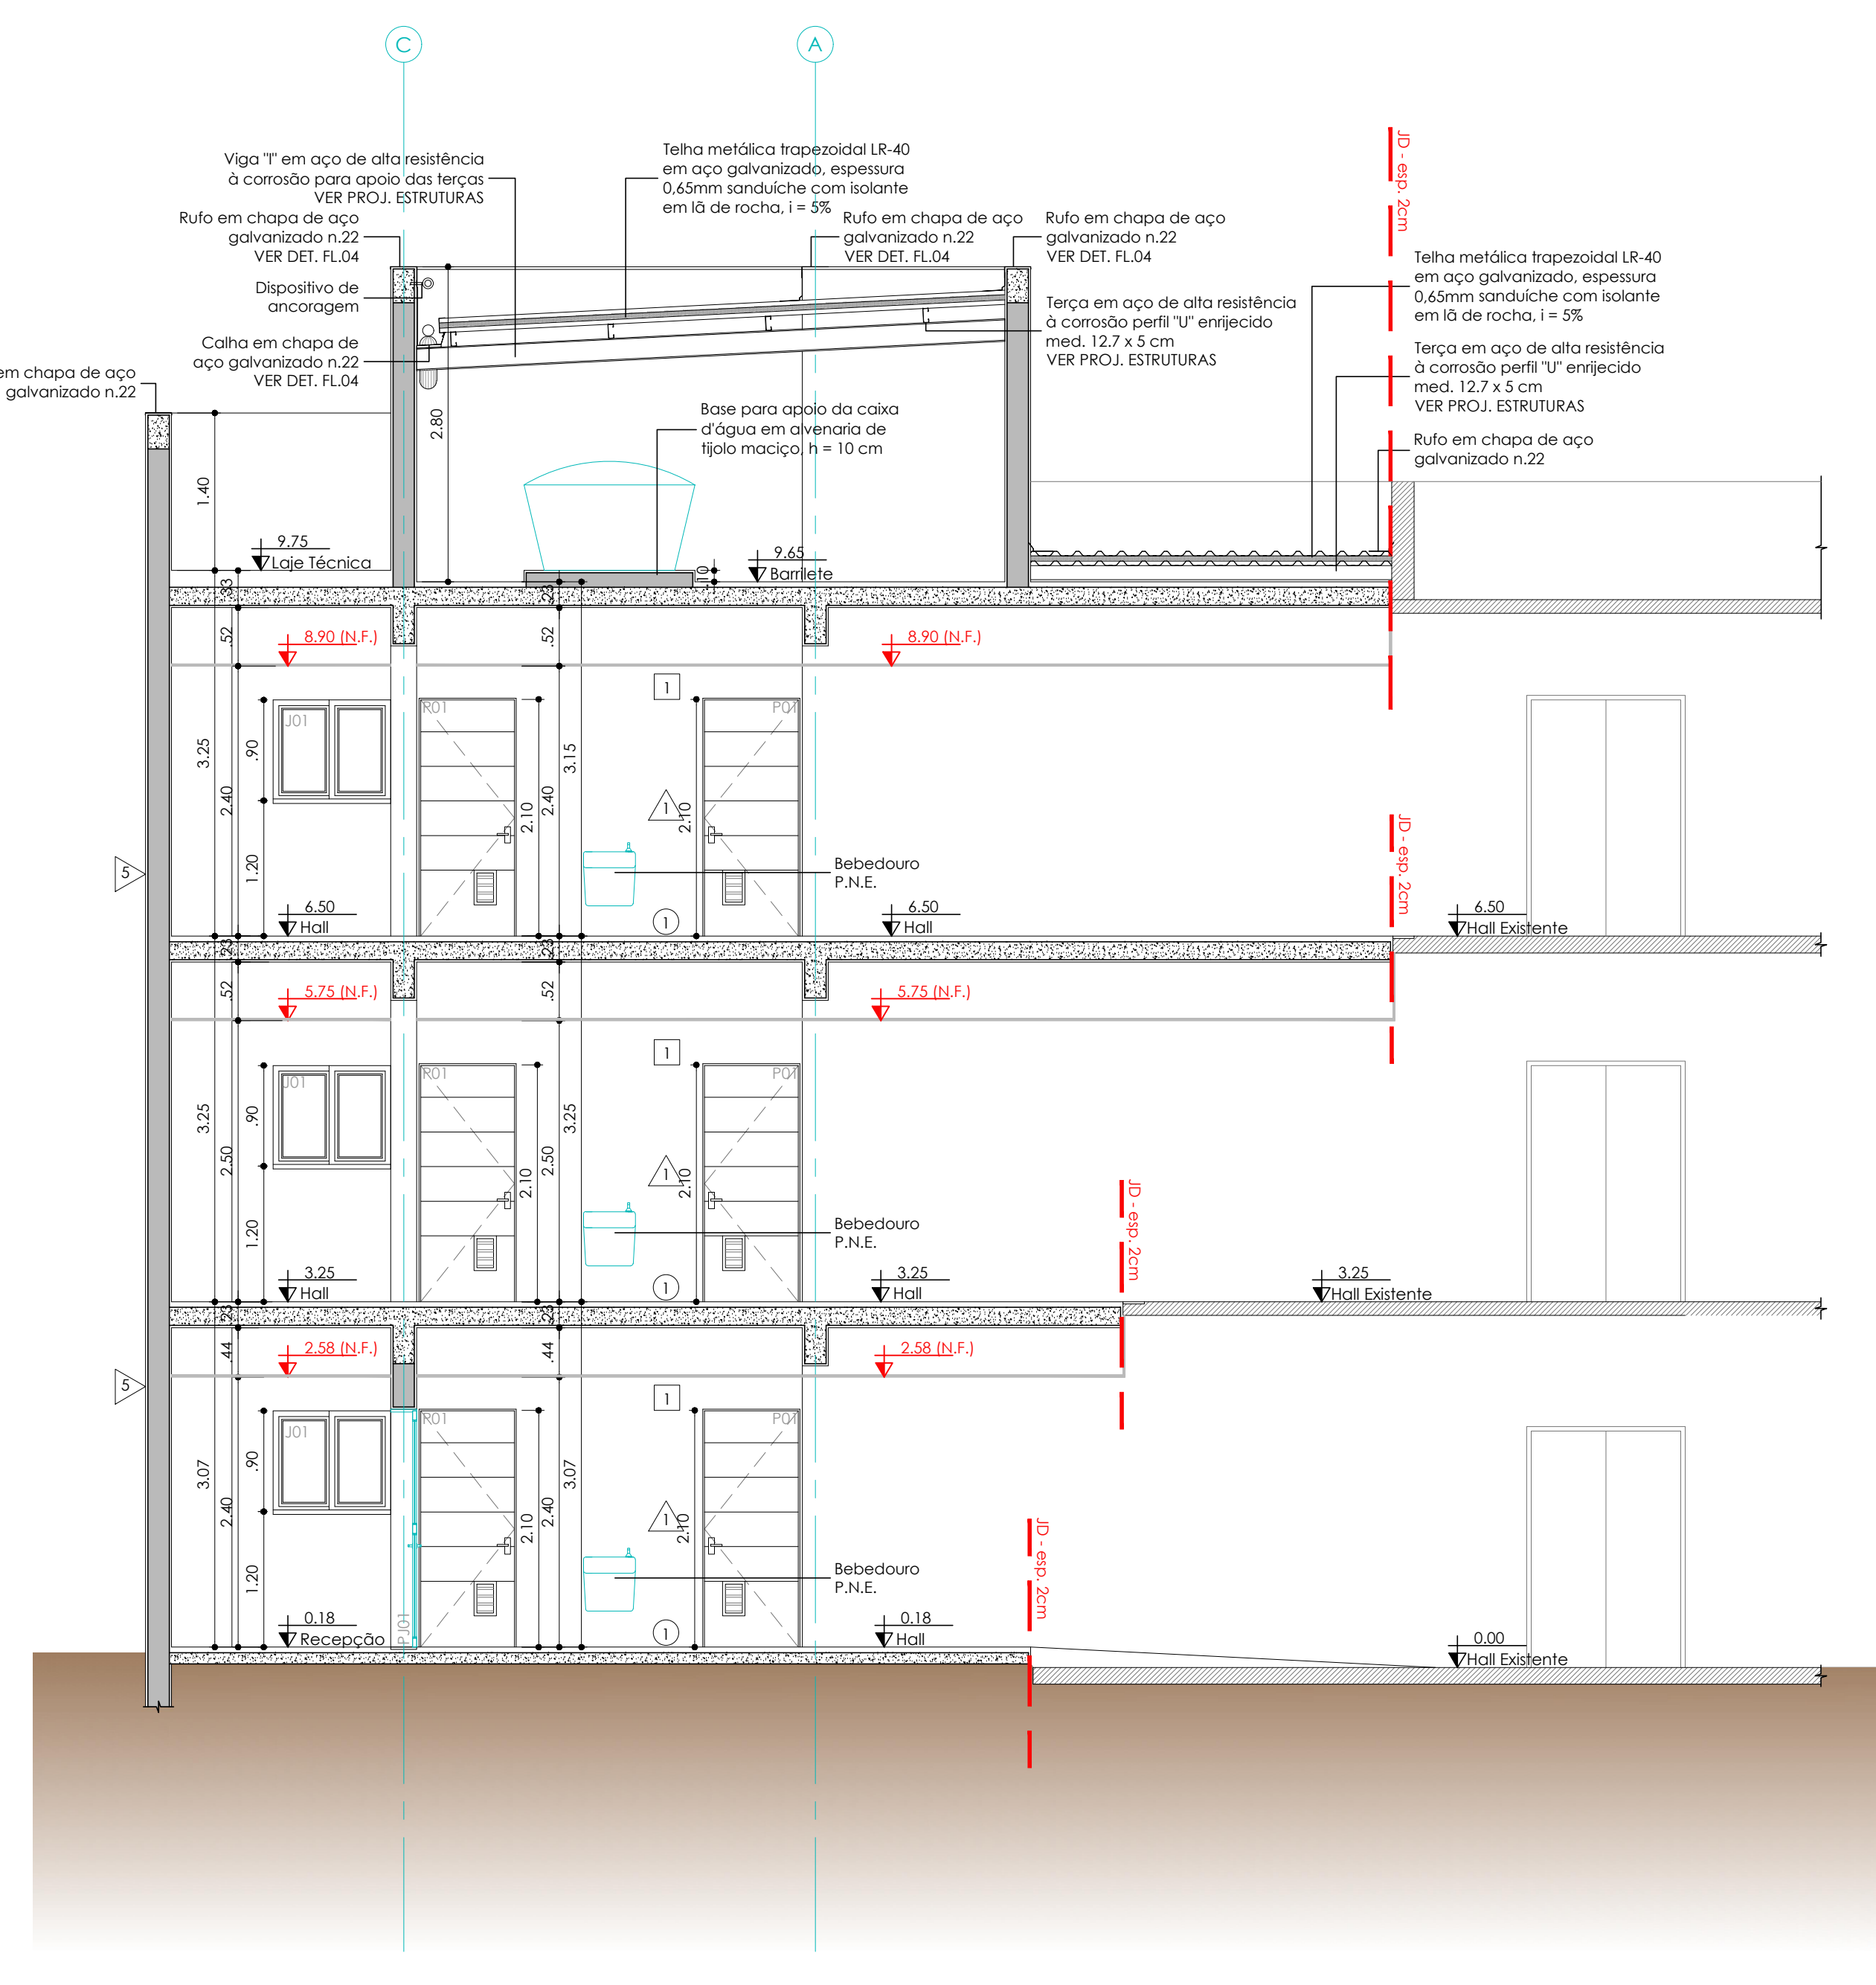 C
A
Viga "I" em aço de alta resistência
à corrosão para apoio das terças
VER PROJ. ESTRUTURAS
Telha metálica trapezoidal LR-40
em aço galvanizado, espessura
0,65mm sanduíche com isolante
em lã de rocha, i = 5%
JD - esp. 2cm
Rufo em chapa de aço
galvanizado n.22
VER DET. FL.04
Rufo em chapa de aço
galvanizado n.22
VER DET. FL.04
Rufo em chapa de aço
galvanizado n.22
VER DET. FL.04
Telha metálica trapezoidal LR-40
em aço galvanizado, espessura
0,65mm sanduíche com isolante
em lã de rocha, i = 5%
Dispositivo de
ancoragem
Terça em aço de alta resistência
à corrosão perfil "U" enrijecido
med. 12.7 x 5 cm
VER PROJ. ESTRUTURAS
Calha em chapa de
aço galvanizado n.22
VER DET. FL.04
Terça em aço de alta resistência
à corrosão perfil "U" enrijecido
med. 12.7 x 5 cm
VER PROJ. ESTRUTURAS
em chapa de aço
galvanizado n.22
2.80
Base para apoio da caixa
d'água em alvenaria de
tijolo maciço, h = 10 cm
Rufo em chapa de aço
galvanizado n.22
1.40
9.75
Laje Técnica
9.65
Barrilete
.10
.33
.23
.52
8.90 (N.F.)
.52
8.90 (N.F.)
1
J01
P01
P01
3.25
.90
2.40
1.20
3.15
2.10
2.40
1
2.10
JD - esp. 2cm
5
Bebedouro
P.N.E.
6.50
Hall
1
6.50
Hall
6.50
Hall Existente
.23
.23
.52
5.75 (N.F.)
.52
5.75 (N.F.)
1
J01
P01
P01
3.25
.90
2.50
1.20
3.25
2.10
2.50
1
2.10
JD - esp. 2cm
Bebedouro
P.N.E.
3.25
Hall
1
3.25
Hall
3.25
Hall Existente
.23
.23
.44
2.58 (N.F.)
.44
2.58 (N.F.)
5
1
J01
P01
P01
3.07
.90
2.40
1.20
3.07
2.10
2.40
1
2.10
JD - esp. 2cm
Bebedouro
P.N.E.
0.18
Recepção
PJ01
1
0.18
Hall
0.00
Hall Existente